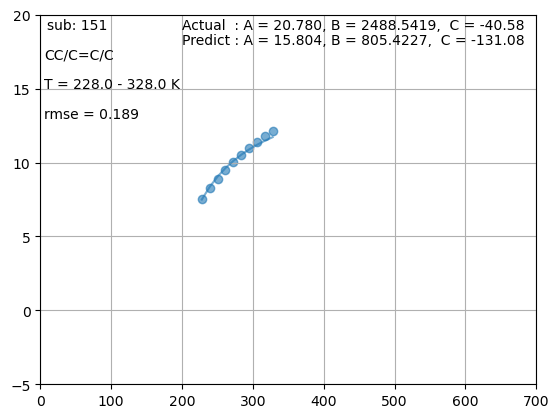 sub: 151
Actual  : A = 20.780, B = 2488.5419,  C = -40.58
Predict : A = 15.804, B = 805.4227,  C = -131.08
CC/C=C/C
T = 228.0 - 328.0 K
rmse = 0.189
20
15
10
5
0
−5
0 100 200 300 400 500 600 700